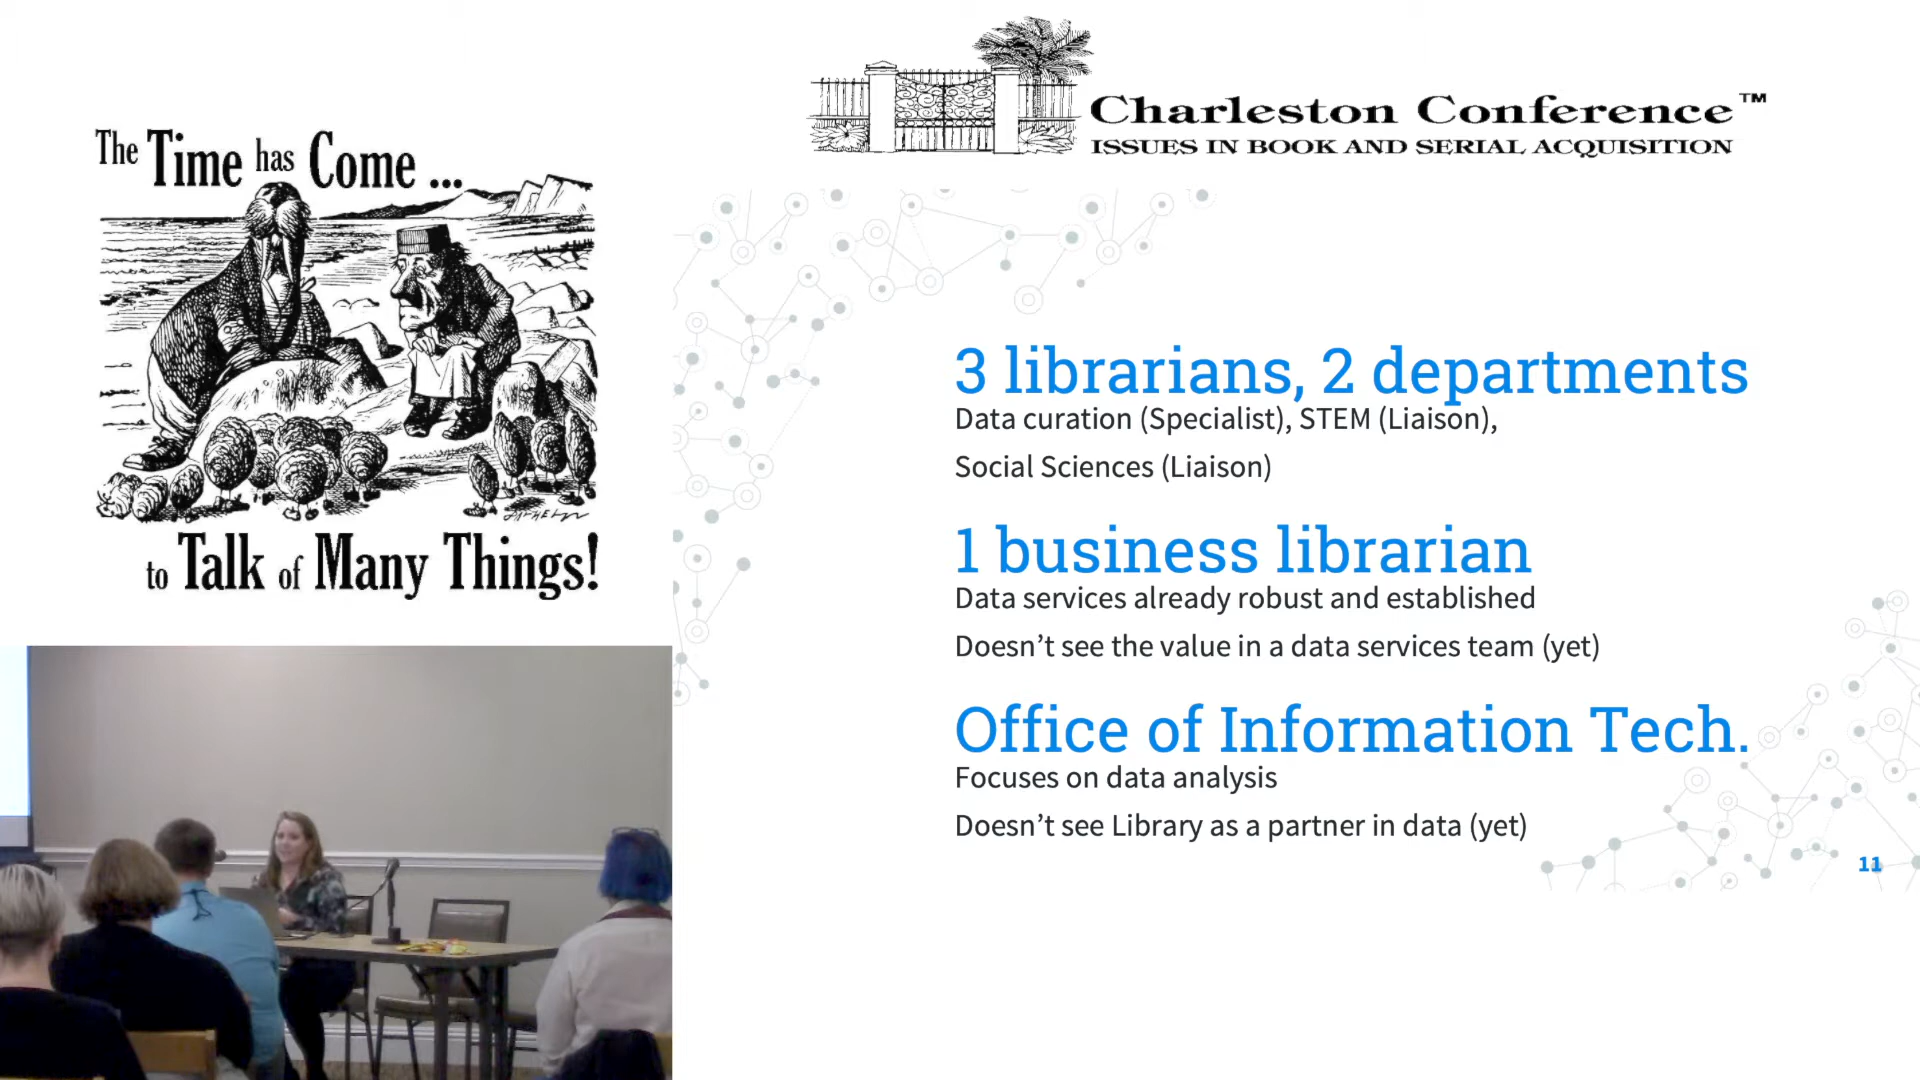 The Time has Come ...
to Talk of Many Things!
Charleston Conference™
ISSUES IN BOOK AND SERIAL ACQUISITION
3 librarians, 2 departments
Data curation (Specialist), STEM (Liaison),
Social Sciences (Liaison)
1 business librarian
Data services already robust and established
Doesn't see the value in a data services team (yet)
Office of Information Tech.
Focuses on data analysis
Doesn't see Library as a partner in data (yet)
11